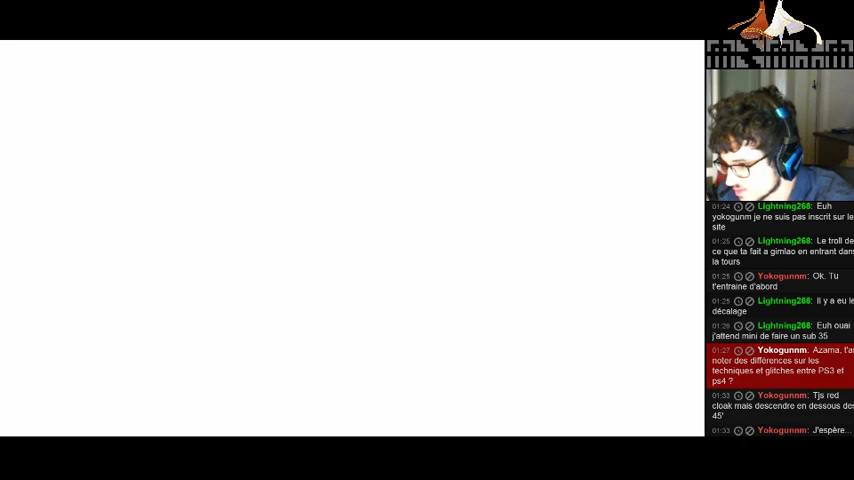 01:24 Lightning268: Euh
yokogunm je ne suis pas inscrit sur le
site
01:25 Lightning268: Le troll de
ce que ta fait a gimlao en entrant dans
la tours
01:25 Yokogunnm: Ok. Tu
t'entraine d'abord
01:25 Lightning268: Il y a eu le
décalage
01:26 Lightning268: Euh ouai
j'attend mini de faire un sub 35
01:27 Yokogunnm: Azama, t'as
noter des différences sur les
techniques et glitches entre PS3 et
ps4 ?
01:33 Yokogunnm: Tjs red
cloak mais descendre en dessous des
45'
01:33 Yokogunnm: J'espère...